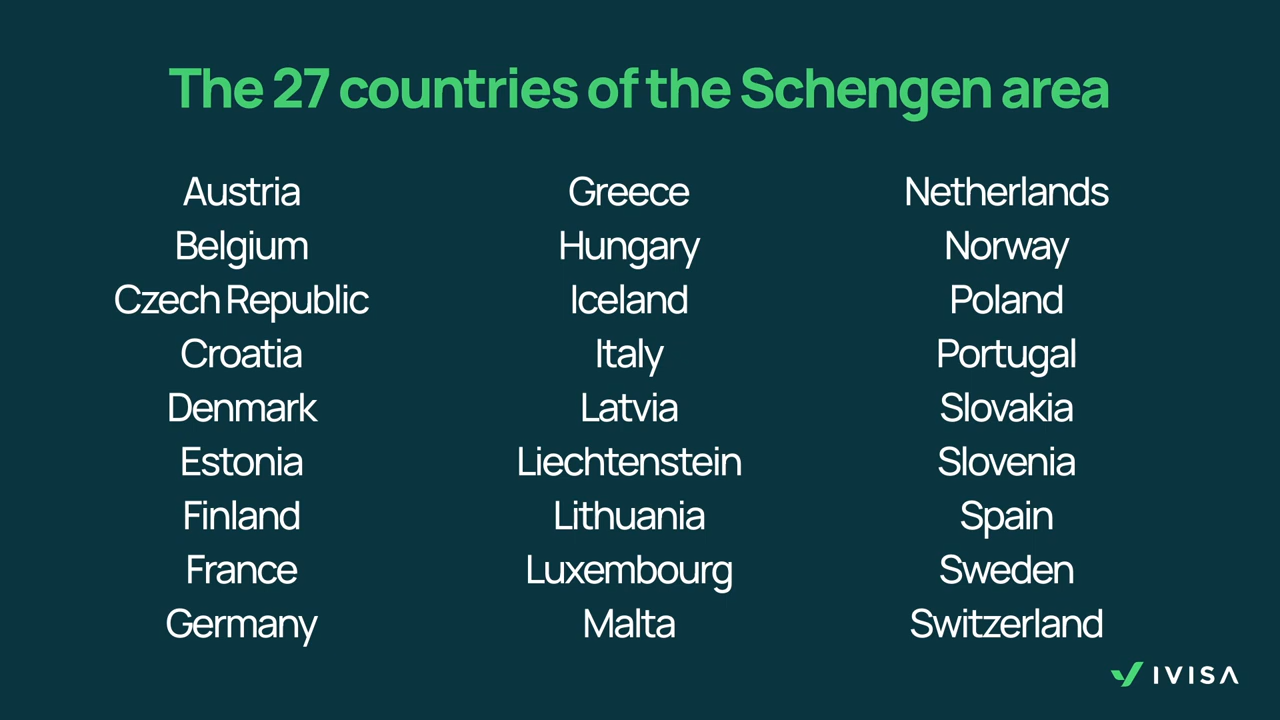 The 27 countries of the Schengen area
Austria
Belgium
Czech Republic
Croatia
Denmark
Estonia
Finland
France
Germany
Greece
Hungary
Iceland
Italy
Latvia
Liechtenstein
Lithuania
Luxembourg
Malta
Netherlands
Norway
Poland
Portugal
Slovakia
Slovenia
Spain
Sweden
Switzerland
IVISA